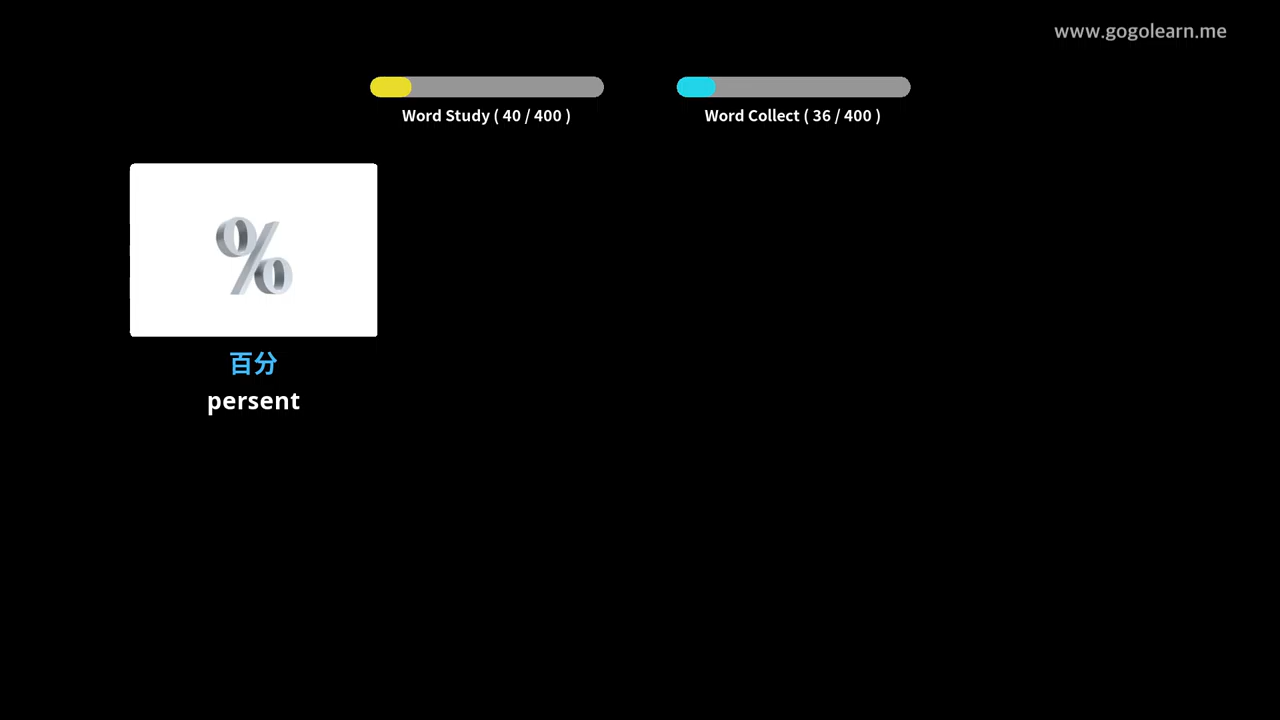 www.gogolearn.me
Word Study ( 40 / 400 )
Word Collect ( 36 / 400 )
%
百分
persent